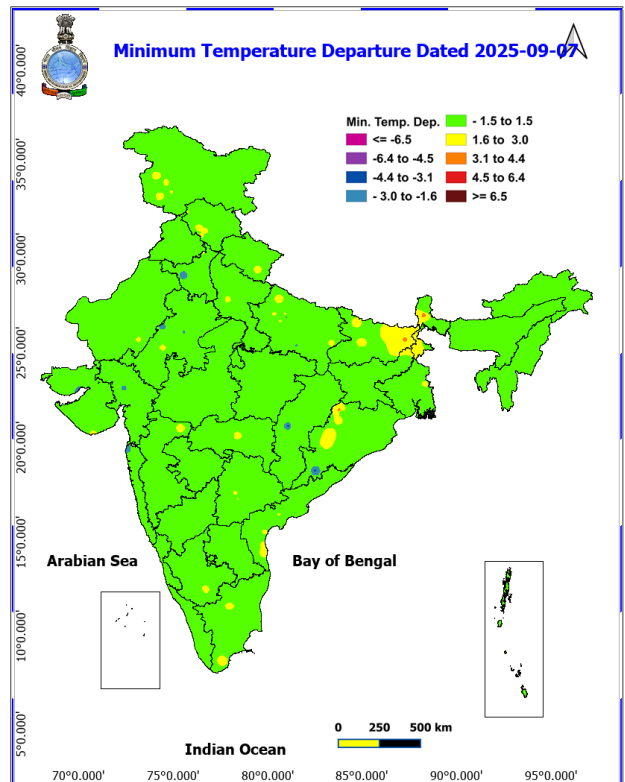 Minimum Temperature Departure Dated 2025-09-07
40°0.000'
Min. Temp. Dep.
<= -6.5
-6.4 to -4.5
-4.4 to -3.1
- 3.0 to -1.6
- 1.5 to 1.5
1.6 to 3.0
3.1 to 4.4
4.5 to 6.4
>= 6.5
35°0.000'
30°0.000'
25°0.000'
20°0.000'
15°0.000'
Arabian Sea
Bay of Bengal
10°0.000'
5°0.000'
0 250 500 km
Indian Ocean
70°0.000' 75°0.000' 80°0.000' 85°0.000' 90°0.000' 95°0.000'